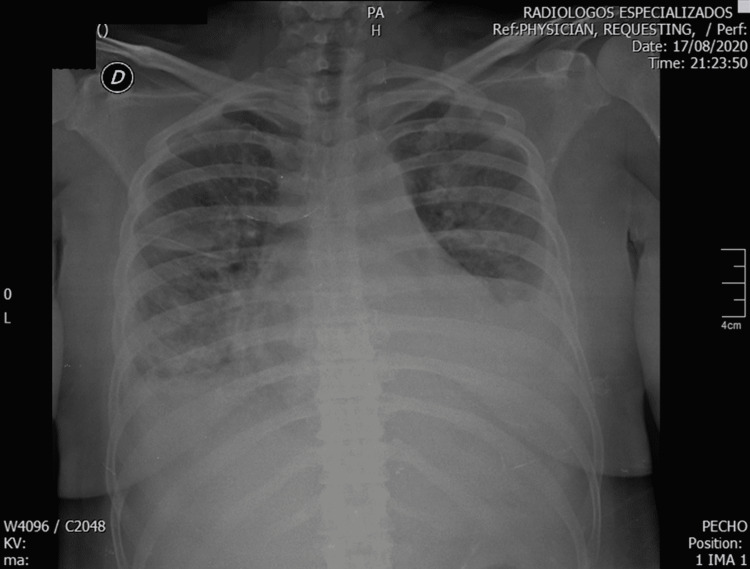 PA
H
RADIOLOGOS ESPECIALIZADOS
Ref:PHYSICIAN, REQUESTING, / Perf:
Date: 17/08/2020
Time: 21:23:50
()
D
0
L
4cm
W4096 / C2048
KV:
ma:
PECHO
Position:
1 IMA 1